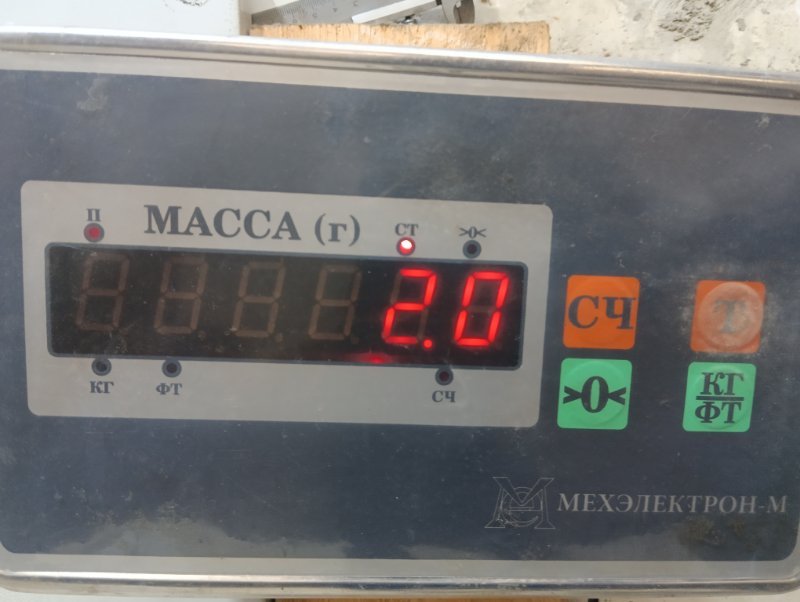 П
МАССА (г)
СТ
>0<
2.0
КГ
ФТ
СЧ
СЧ
Т
>0<
КГ
ФТ
МЕХЭЛЕКТРОН-М